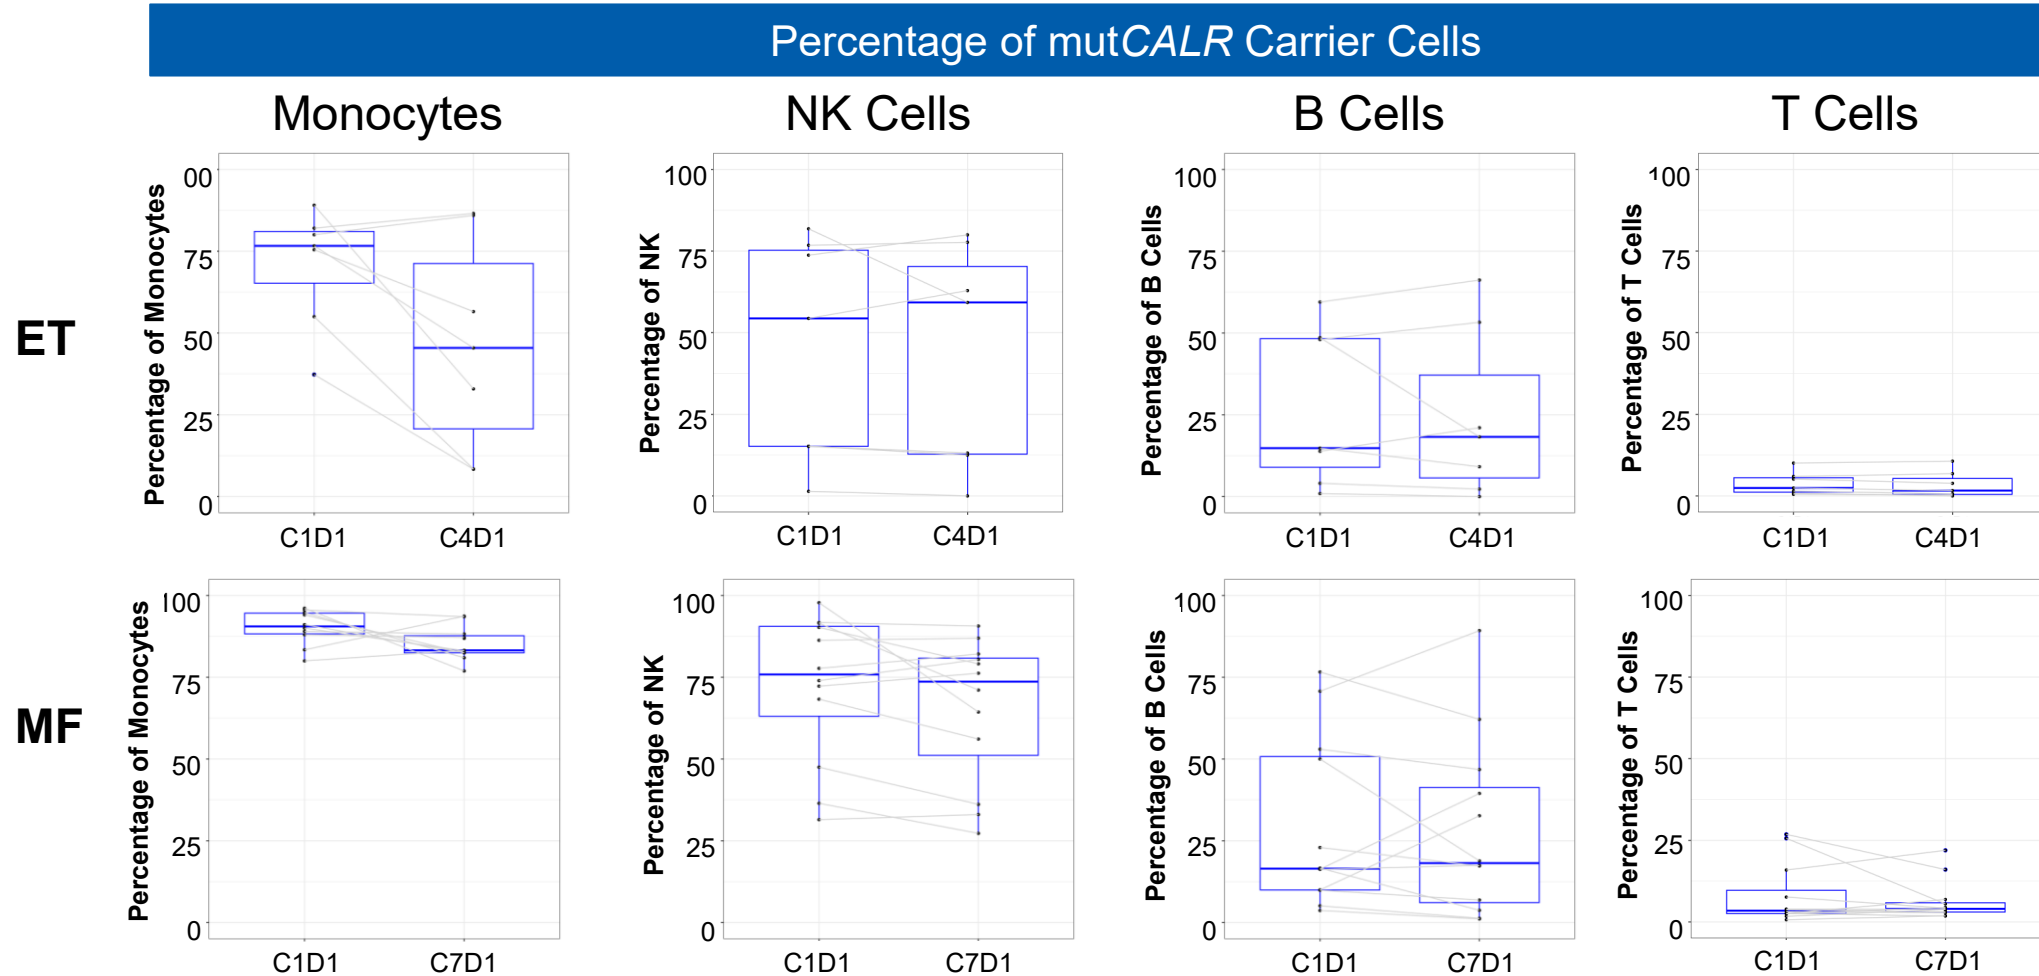 Percentage of mutCALR Carrier Cells
Monocytes
NK Cells
B Cells
T Cells
ET
Percentage of Monocytes
00
75
50
25
0
C1D1
C4D1
Percentage of NK
100
75
50
25
0
C1D1
C4D1
Percentage of B Cells
100
75
50
25
0
C1D1
C4D1
Percentage of T Cells
100
75
50
25
0
C1D1
C4D1
MF
Percentage of Monocytes
100
75
50
25
0
C1D1
C7D1
Percentage of NK
100
75
50
25
0
C1D1
C7D1
Percentage of B Cells
100
75
50
25
0
C1D1
C7D1
Percentage of T Cells
100
75
50
25
0
C1D1
C7D1